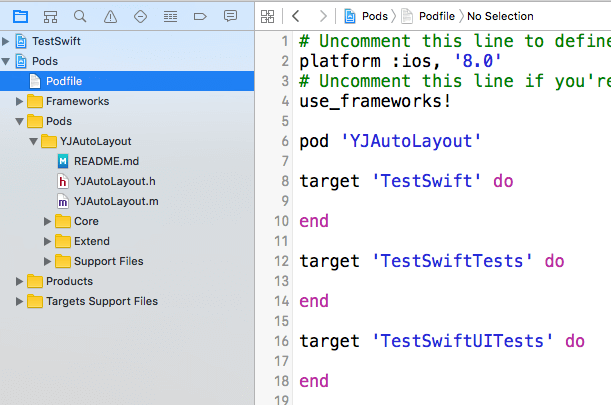 Pods Podfile No Selection
TestSwift
Pods
Podfile
Frameworks
Pods
YJAutoLayout
README.md
YJAutoLayout.h
YJAutoLayout.m
Core
Extend
Support Files
Products
Targets Support Files
1 # Uncomment this line to define
2 platform :ios, '8.0'
3 # Uncomment this line if you're
4 use_frameworks!
5
6 pod 'YJAutoLayout'
7
8 target 'TestSwift' do
9
10 end
11
12 target 'TestSwiftTests' do
13
14 end
15
16 target 'TestSwiftUITests' do
17
18 end
19